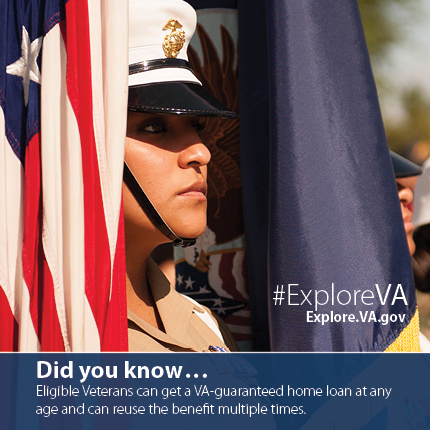 #ExploreVA
Explore.VA.gov
Did you know...
Eligible Veterans can get a VA-guaranteed home loan at any
age and can reuse the benefit multiple times.